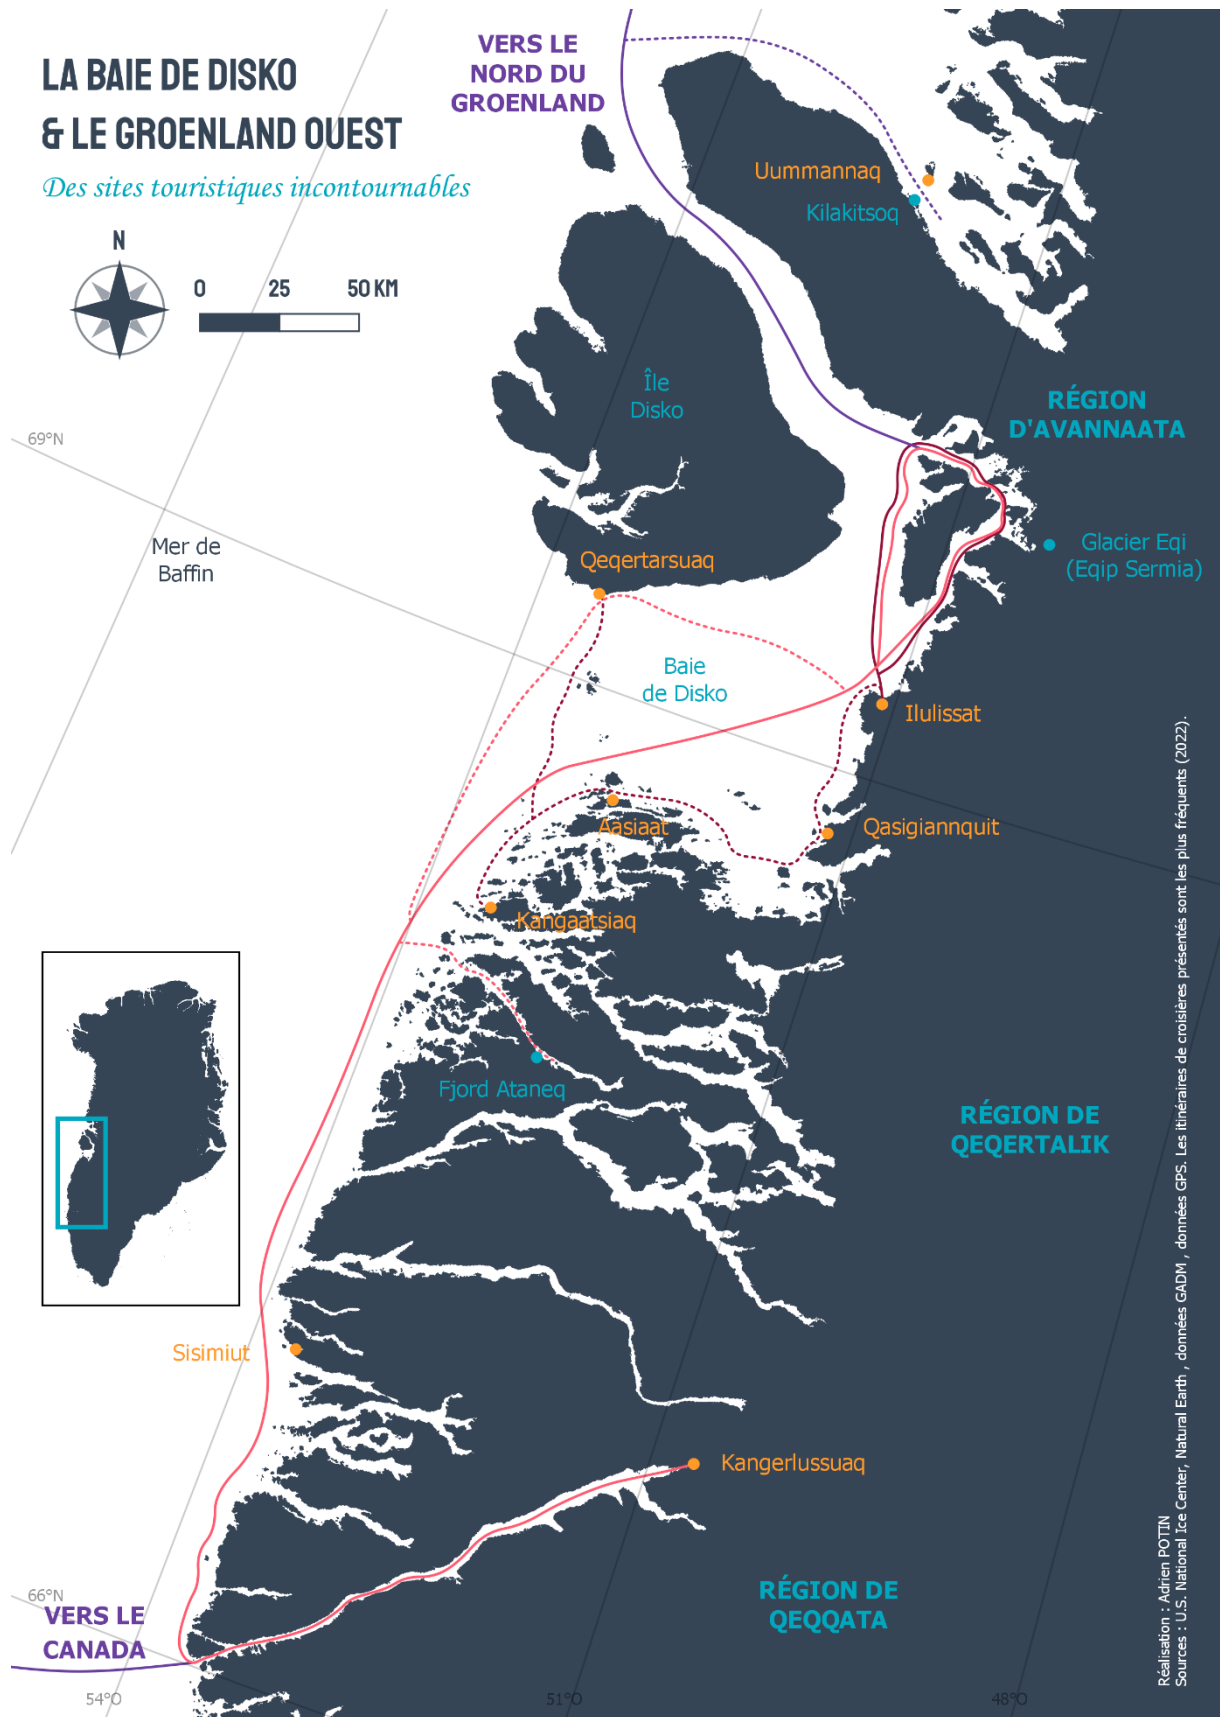 LA BAIE DE DISKO
& LE GROENLAND OUEST
Des sites touristiques incontournables
VERS LE
NORD DU
GROENLAND
N
0 25 50 KM
Uummannaq
Kilakitsoq
Île
Disko
RÉGION
D'AVANNAATA
69°N
Mer de
Baffin
Qeqertarsuaq
Glacier Eqi
(Eqip Sermia)
Baie
de Disko
Ilulissat
Aasiaat
Qasigiannquit
Kangaatsiaq
Fjord Ataneq
RÉGION DE
QEQERTALIK
Sisimiut
Kangerlussuaq
RÉGION DE
QEQQATA
66°N
VERS LE
CANADA
54°O
51°O
48°O
Réalisation : Adrien POTIN
Sources : U.S. National Ice Center, Natural Earth , données GADM , données GPS. Les itinéraires de croisières présentés sont les plus fréquents (2022).